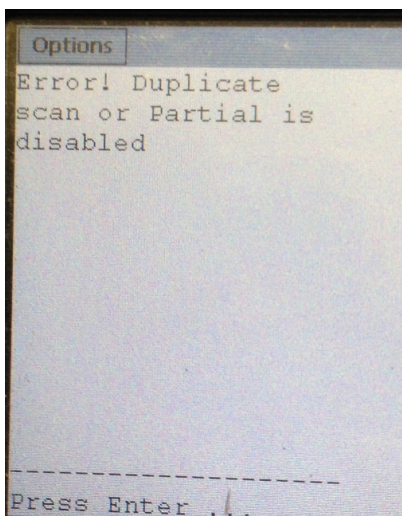 Options
Error! Duplicate
scan or Partial is
disabled
--------------------
Press Enter ...